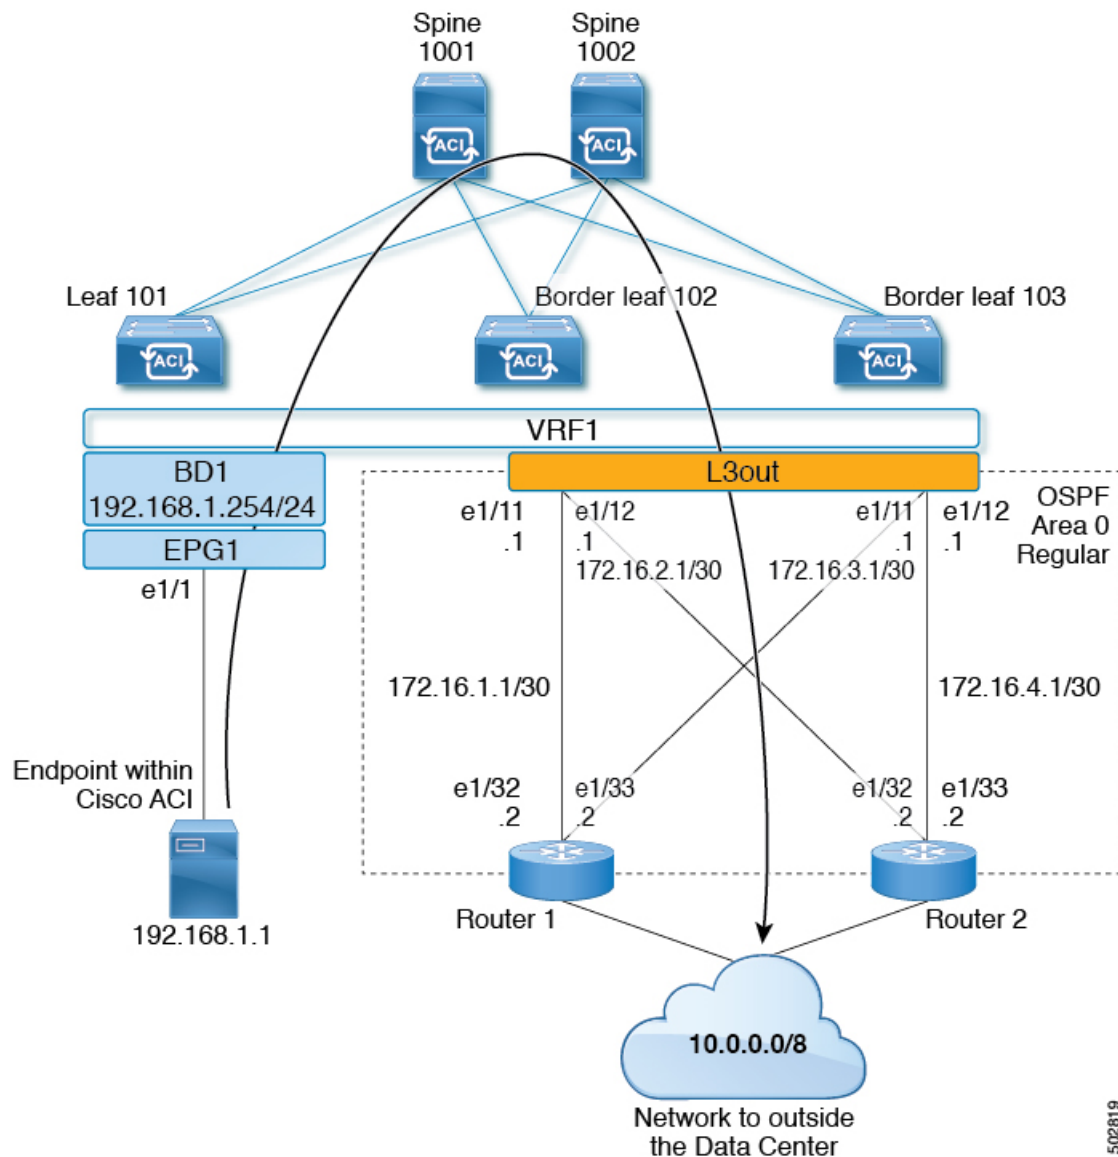 Spine
1001
Spine
1002
ACI
ACI
Leaf 101
Border leaf 102
Border leaf 103
ACI
ACI
ACI
VRF1
BD1
192.168.1.254/24
L3out
EPG1
OSPF
Area 0
Regular
e1/11
.1
e1/12
.1
e1/11
.1
e1/12
.1
172.16.2.1/30
172.16.3.1/30
e1/1
172.16.1.1/30
172.16.4.1/30
Endpoint within
Cisco ACI
e1/32
.2
e1/33
.2
e1/32
.2
e1/33
.2
192.168.1.1
Router 1
Router 2
10.0.0.0/8
Network to outside
the Data Center
502819